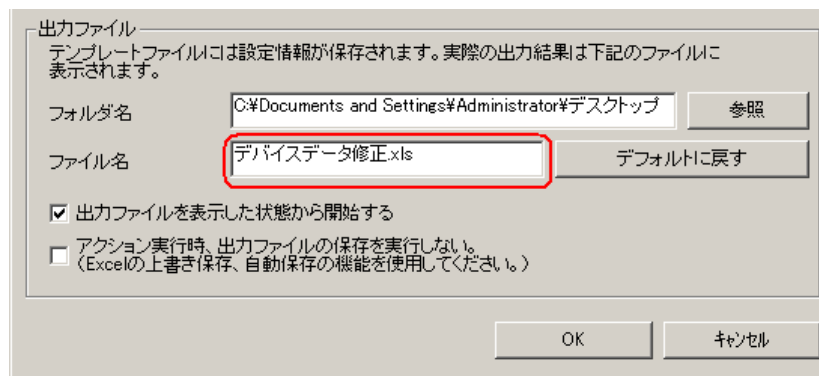 出力ファイル
テンプレートファイルには設定情報が保存されます。実際の出力結果は下記のファイルに
表示されます。
フォルダ名
C:¥Documents and Settings¥Administrator¥デスクトップ
参照
ファイル名
デバイスデータ修正.xls
デフォルトに戻す
出力ファイルを表示した状態から開始する
アクション実行時、出力ファイルの保存を実行しない。
（Excelの上書き保存、自動保存の機能を使用してください。）
OK
キャンセル